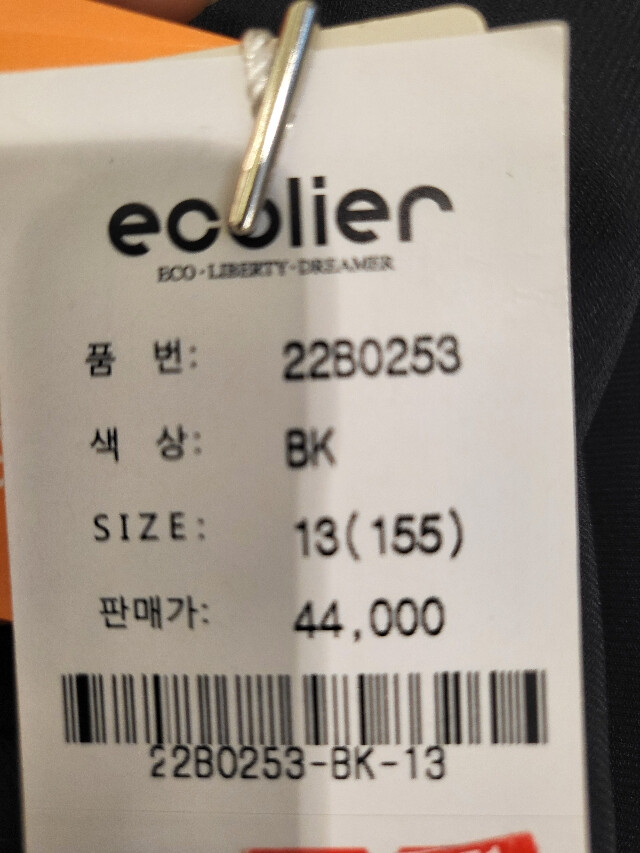 ecolier
ECO·LIBERTY·DREAMER
품 번: 22B0253
색 상: BK
SIZE: 13(155)
판매가: 44,000
22B0253-BK-13